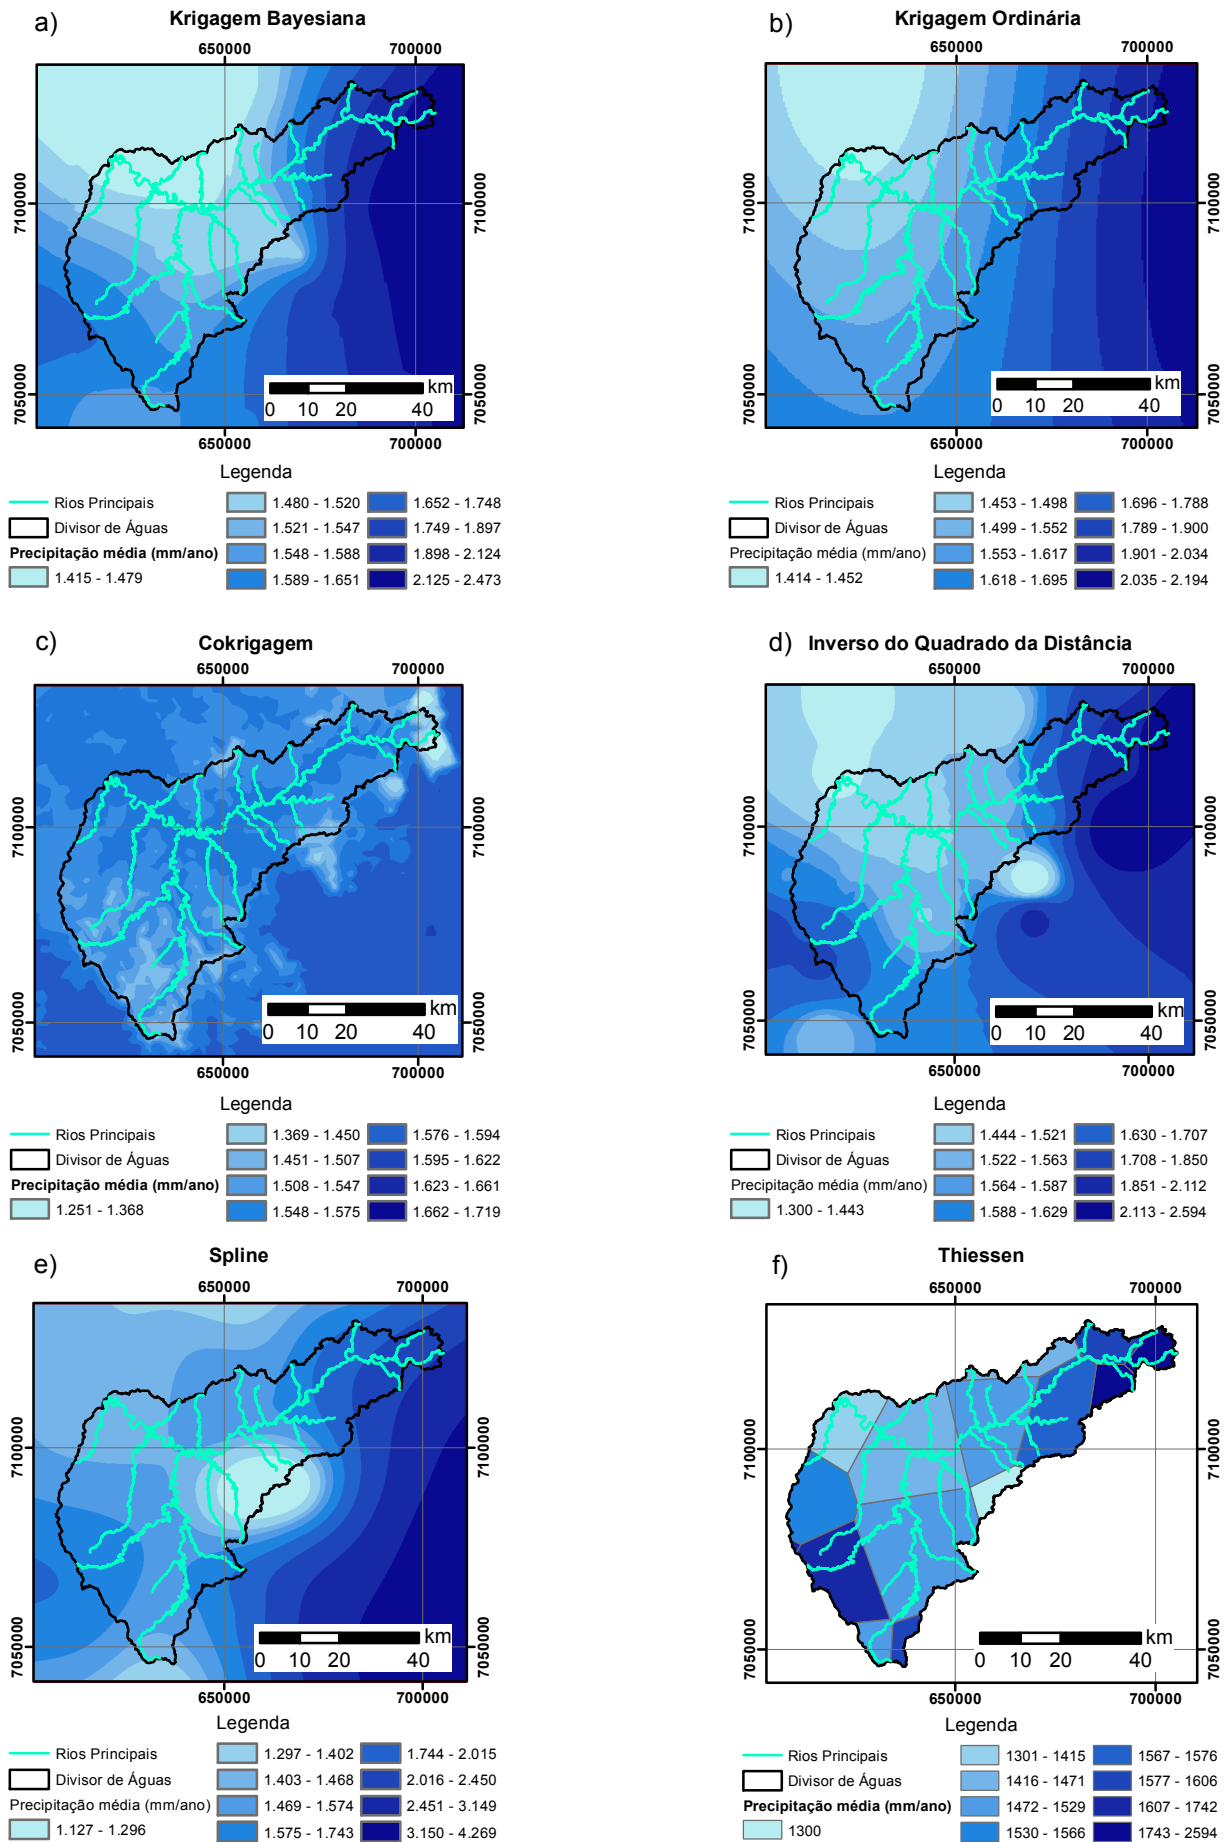 a)
Krigagem Bayesiana
650000
700000
7100000
7100000
7050000
7050000
km
0 10 20 40
650000
700000
Legenda
Rios Principais
Divisor de Águas
Precipitação média (mm/ano)
1.415 - 1.479
1.480 - 1.520
1.521 - 1.547
1.548 - 1.588
1.589 - 1.651
1.652 - 1.748
1.749 - 1.897
1.898 - 2.124
2.125 - 2.473
b)
Krigagem Ordinária
650000
700000
7100000
7100000
7050000
7050000
km
0 10 20 40
650000
700000
Legenda
Rios Principais
Divisor de Águas
Precipitação média (mm/ano)
1.414 - 1.452
1.453 - 1.498
1.499 - 1.552
1.553 - 1.617
1.618 - 1.695
1.696 - 1.788
1.789 - 1.900
1.901 - 2.034
2.035 - 2.194
c)
Cokrigagem
650000
700000
7100000
7100000
7050000
7050000
km
0 10 20 40
650000
700000
Legenda
Rios Principais
Divisor de Águas
Precipitação média (mm/ano)
1.251 - 1.368
1.369 - 1.450
1.451 - 1.507
1.508 - 1.547
1.548 - 1.575
1.576 - 1.594
1.595 - 1.622
1.623 - 1.661
1.662 - 1.719
d)
Inverso do Quadrado da Distância
650000
700000
7100000
7100000
7050000
7050000
km
0 10 20 40
650000
700000
Legenda
Rios Principais
Divisor de Águas
Precipitação média (mm/ano)
1.300 - 1.443
1.444 - 1.521
1.522 - 1.563
1.564 - 1.587
1.588 - 1.629
1.630 - 1.707
1.708 - 1.850
1.851 - 2.112
2.113 - 2.594
e)
Spline
650000
700000
7100000
7100000
7050000
7050000
km
0 10 20 40
650000
700000
Legenda
Rios Principais
Divisor de Águas
Precipitação média (mm/ano)
1.127 - 1.296
1.297 - 1.402
1.403 - 1.468
1.469 - 1.574
1.575 - 1.743
1.744 - 2.015
2.016 - 2.450
2.451 - 3.149
3.150 - 4.269
f)
Thiessen
650000
700000
7100000
7100000
7050000
7050000
km
0 10 20 40
650000
700000
Legenda
Rios Principais
Divisor de Águas
Precipitação média (mm/ano)
1300
1301 - 1415
1416 - 1471
1472 - 1529
1530 - 1566
1567 - 1576
1577 - 1606
1607 - 1742
1743 - 2594